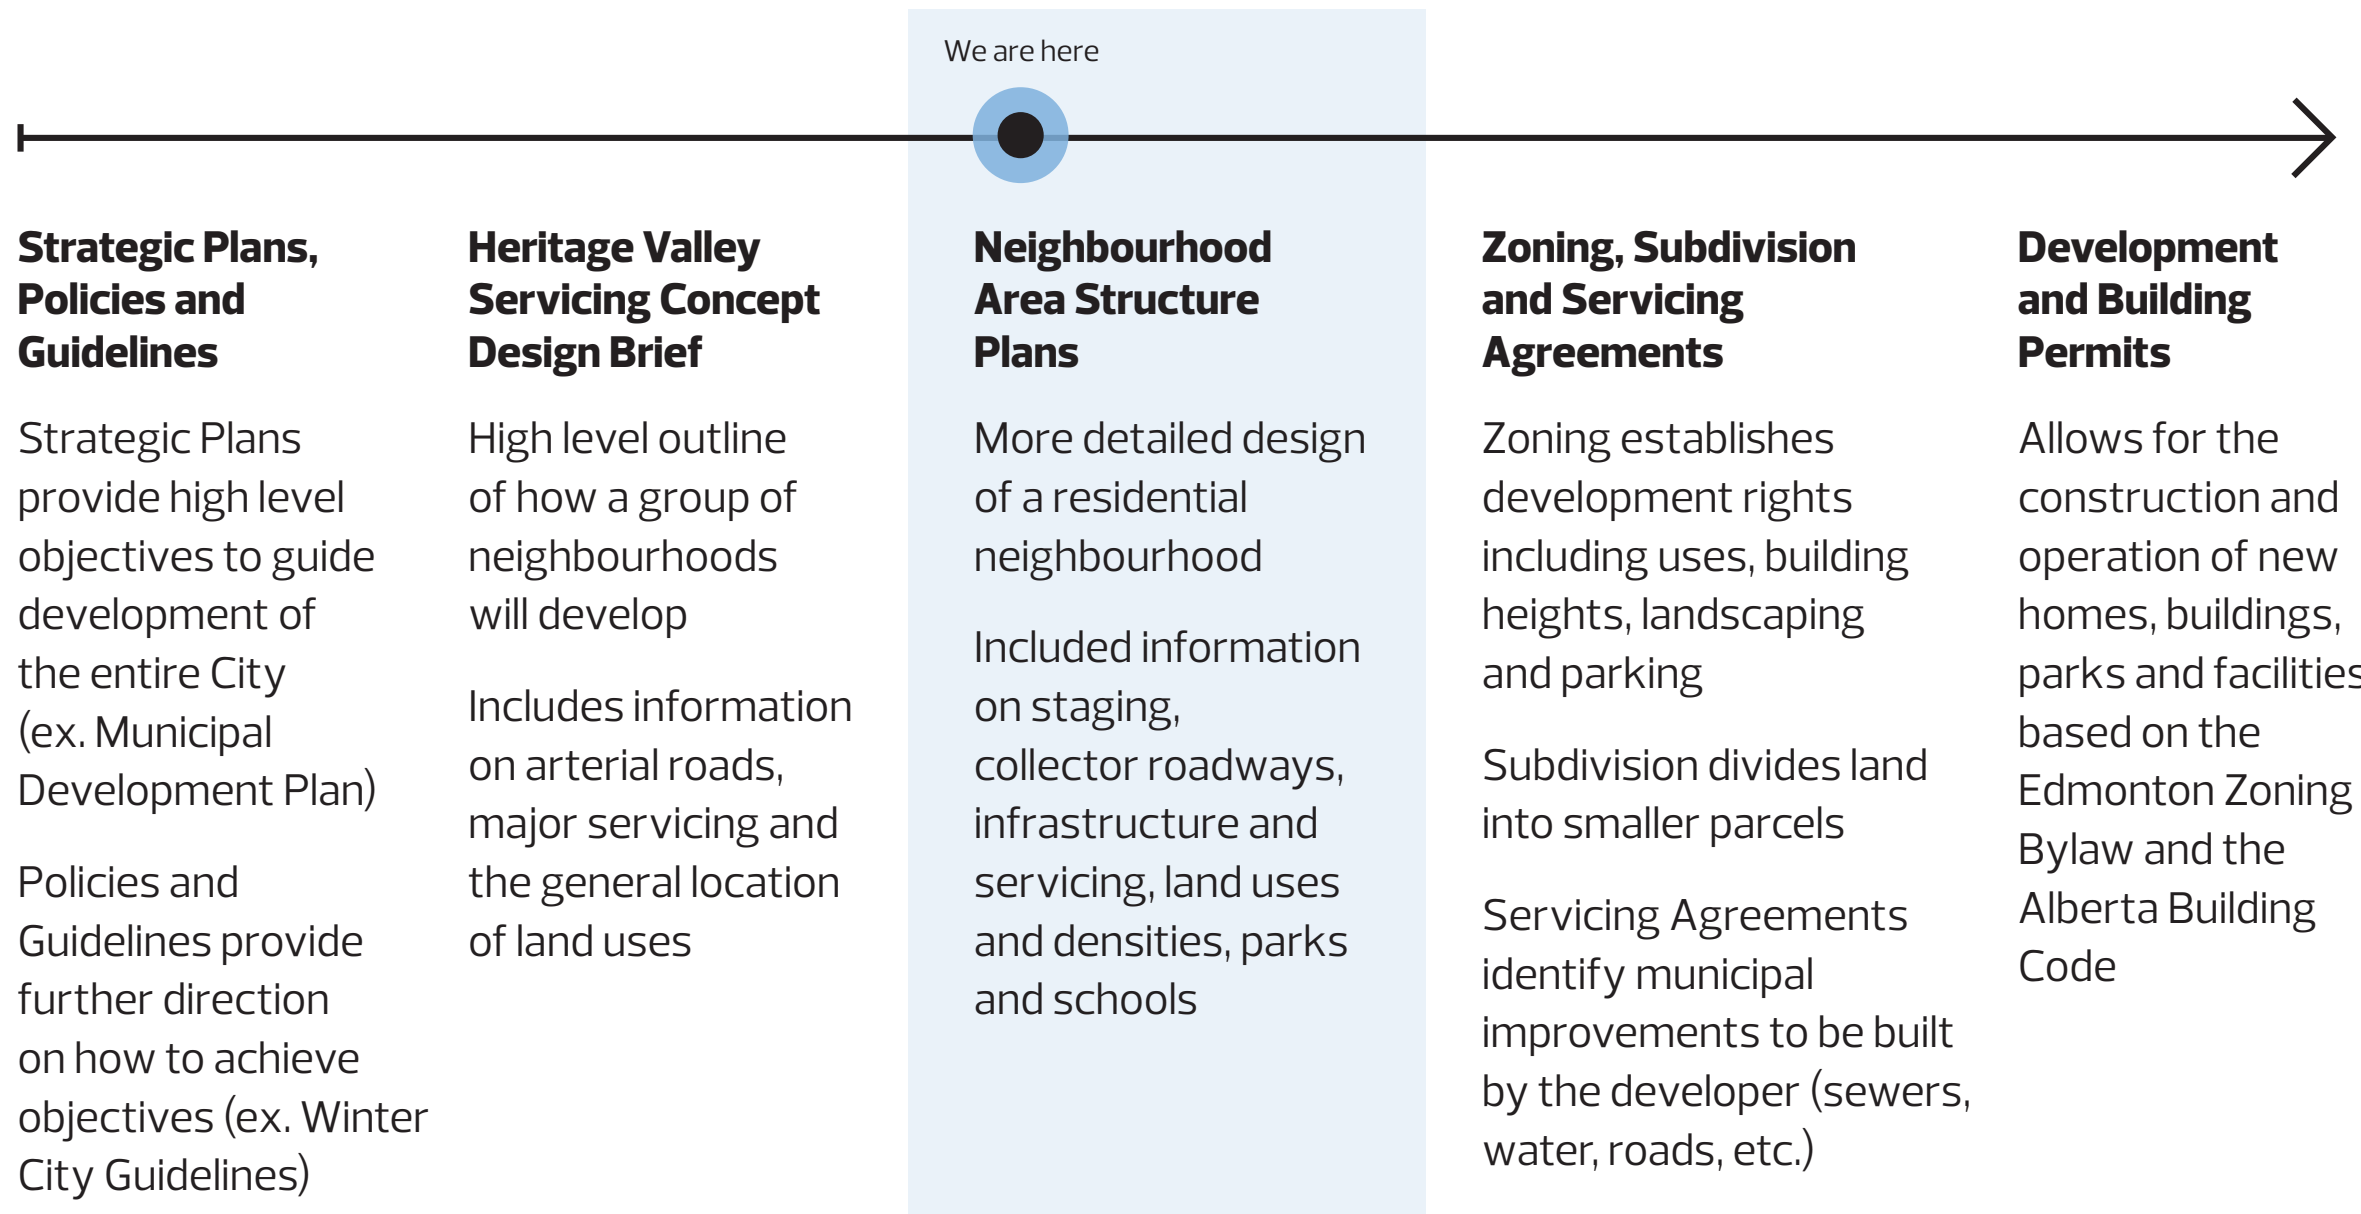 We are here
Strategic Plans,
Policies and
Guidelines
Strategic Plans
provide high level
objectives to guide
development of
the entire City
(ex. Municipal
Development Plan)
Policies and
Guidelines provide
further direction
on how to achieve
objectives (ex. Winter
City Guidelines)
Heritage Valley
Servicing Concept
Design Brief
High level outline
of how a group of
neighbourhoods
will develop
Includes information
on arterial roads,
major servicing and
the general location
of land uses
Neighbourhood
Area Structure
Plans
More detailed design
of a residential
neighbourhood
Included information
on staging,
collector roadways,
infrastructure and
servicing, land uses
and densities, parks
and schools
Zoning, Subdivision
and Servicing
Agreements
Zoning establishes
development rights
including uses, building
heights, landscaping
and parking
Subdivision divides land
into smaller parcels
Servicing Agreements
identify municipal
improvements to be built
by the developer (sewers,
water, roads, etc.)
Development
and Building
Permits
Allows for the
construction and
operation of new
homes, buildings,
parks and facilities
based on the
Edmonton Zoning
Bylaw and the
Alberta Building
Code